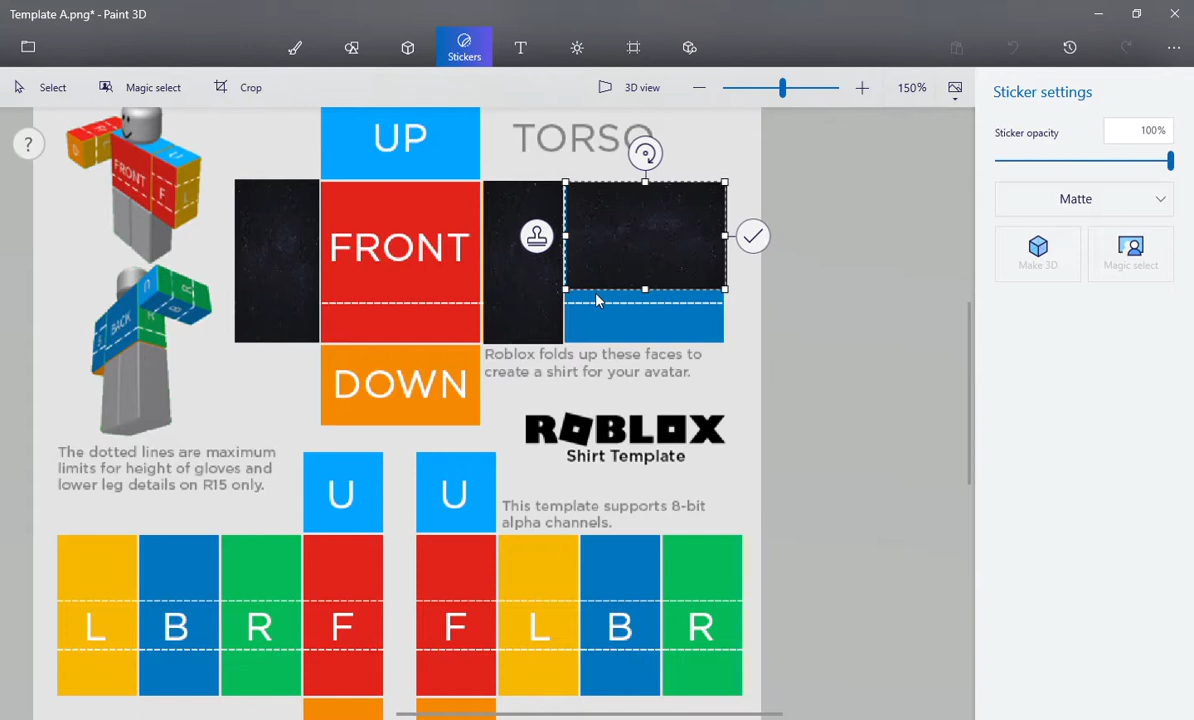 Template A.png* - Paint 3D
Stickers
Select
Magic select
Crop
3D view
150%
Sticker settings
Sticker opacity
100%
Matte
Make 3D
Magic select
?
UP
TORSO
FRONT
F
FRONT
BACK
DOWN
Roblox folds up these faces to
create a shirt for your avatar.
ROBLOX
Shirt Template
The dotted lines are maximum
limits for height of gloves and
lower leg details on R15 only.
U
U
This template supports 8-bit
alpha channels.
L B R F
F L B R